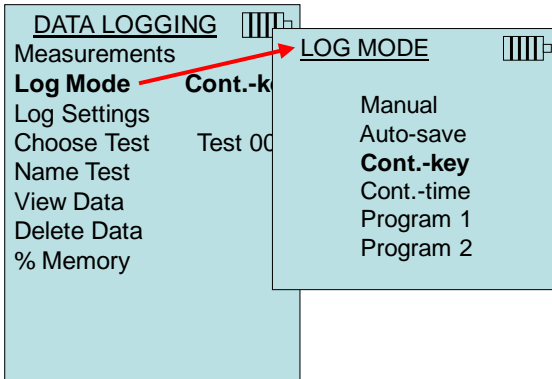 DATA LOGGING
Measurements
Log Mode
Log Settings
Choose Test Test
Name Test
View Data
Delete Data
% Memory
LOG MODE
Manual
Auto-save
Cont.-key
Cont.-time
Program 1
Program 2